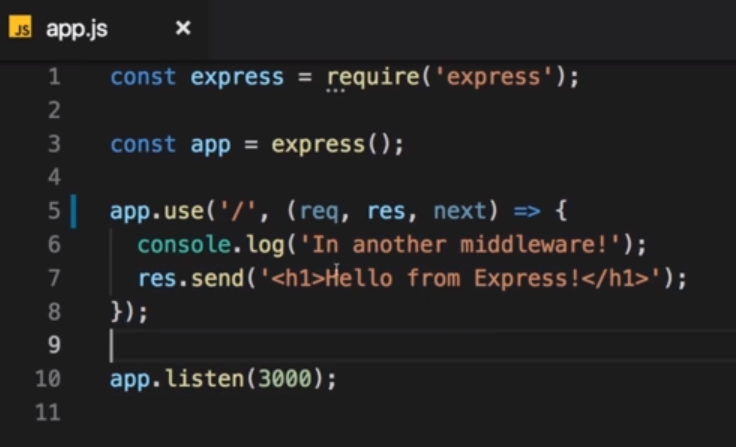 JS app.js ×
1 const express = require('express');
2
3 const app = express();
4
5 app.use('/', (req, res, next) => {
6   console.log('In another middleware!');
7   res.send('<h1>Hello from Express!</h1>');
8 });
9
10 app.listen(3000);
11